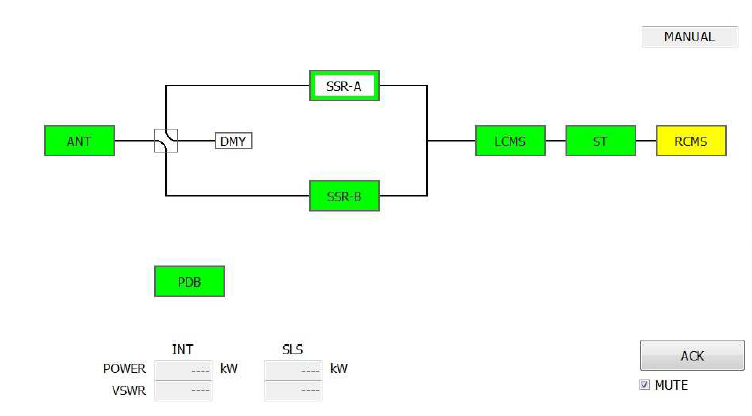 MANUAL
SSR-A
ANT
DMY
LCMS
ST
RCMS
SSR-B
PDB
INT SLS
POWER ---- kW ---- kW
VSWR ---- ----
ACK
MUTE